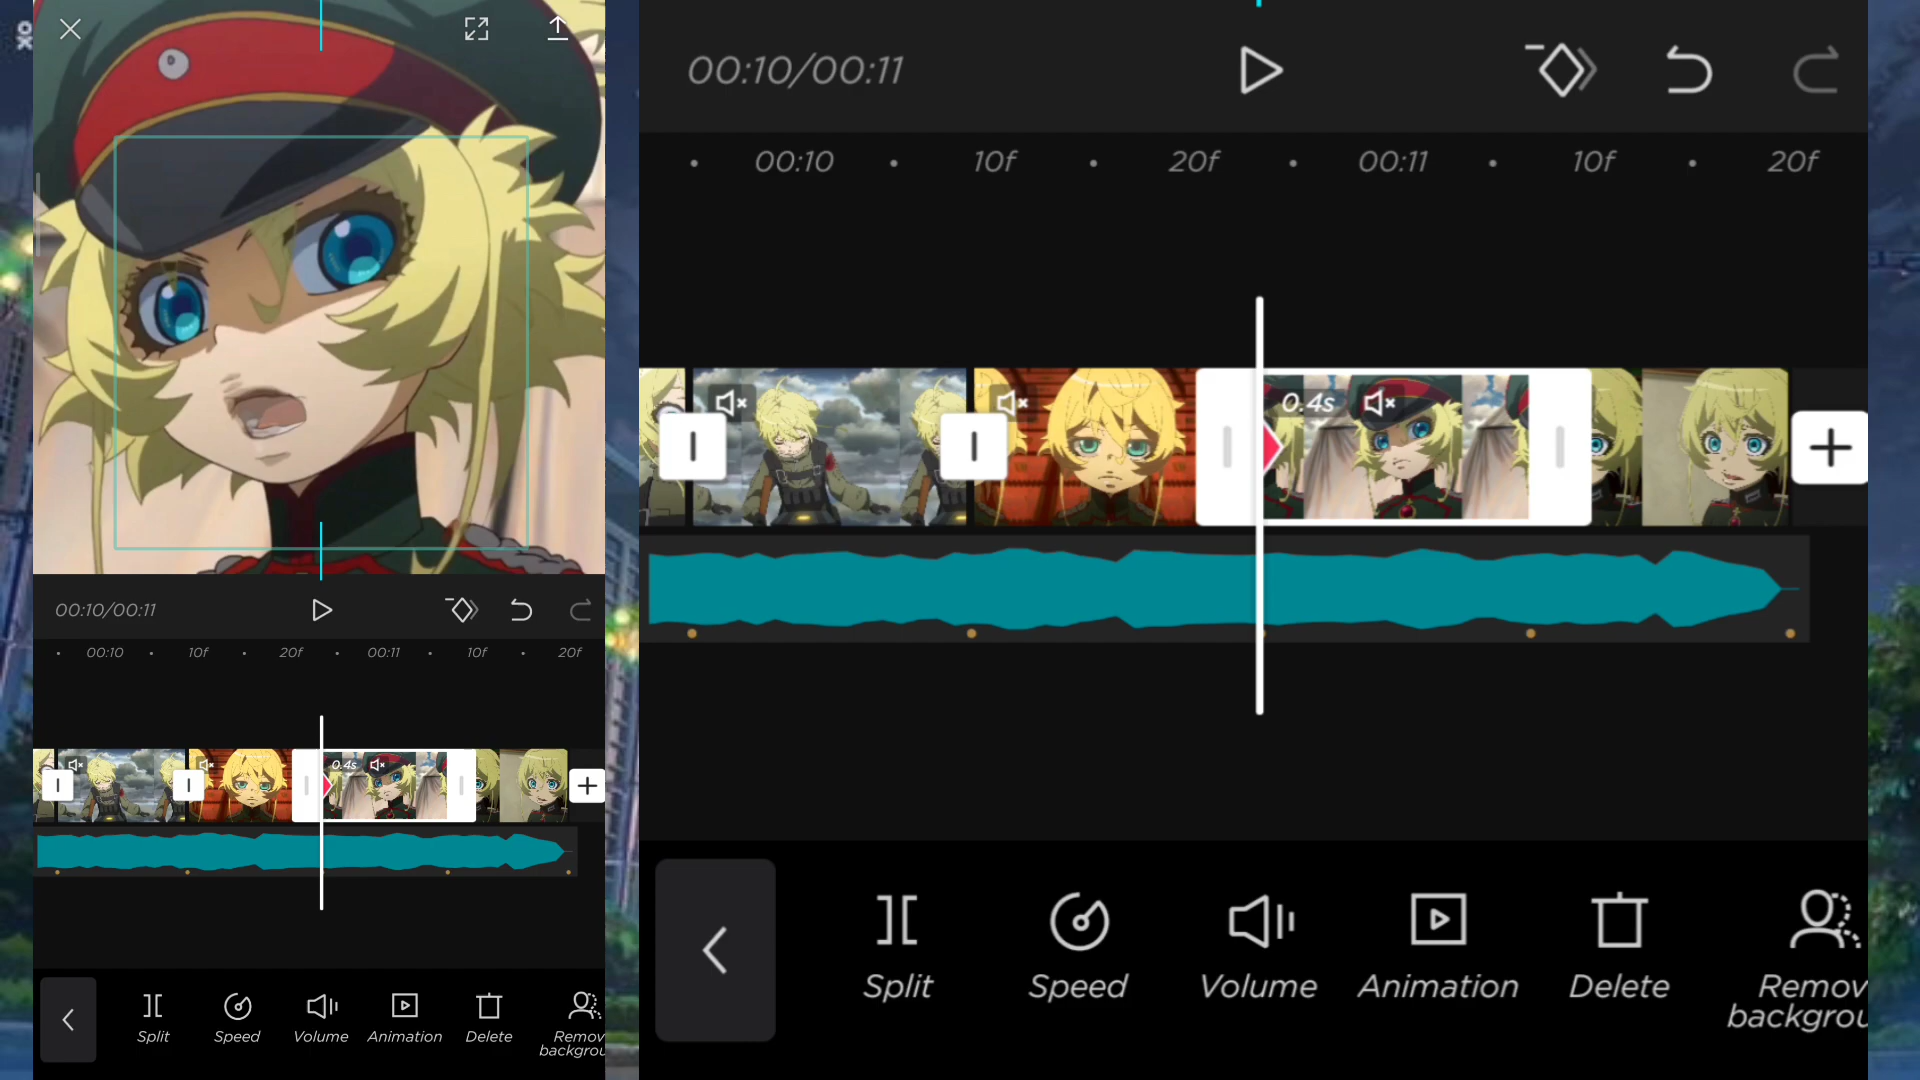 00:10/00:11
00:10
10f
20f
00:11
10f
20f
0.4s
Split
Speed
Volume
Animation
Delete
Remov
backgrou
00:10/00:11
00:10
10f
20f
00:11
10f
20f
0.4s
Split
Speed
Volume
Animation
Delete
Remov
backgrou